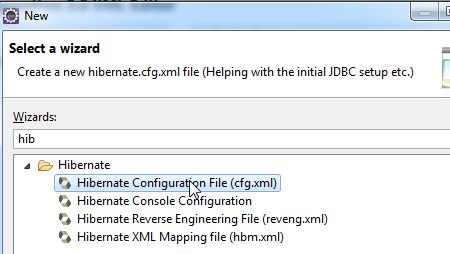 New
Select a wizard
Create a new hibernate.cfg.xml file (Helping with the initial JDBC setup etc.)
Wizards:
hib
Hibernate
Hibernate Configuration File (cfg.xml)
Hibernate Console Configuration
Hibernate Reverse Engineering File (reveng.xml)
Hibernate XML Mapping file (hbm.xml)